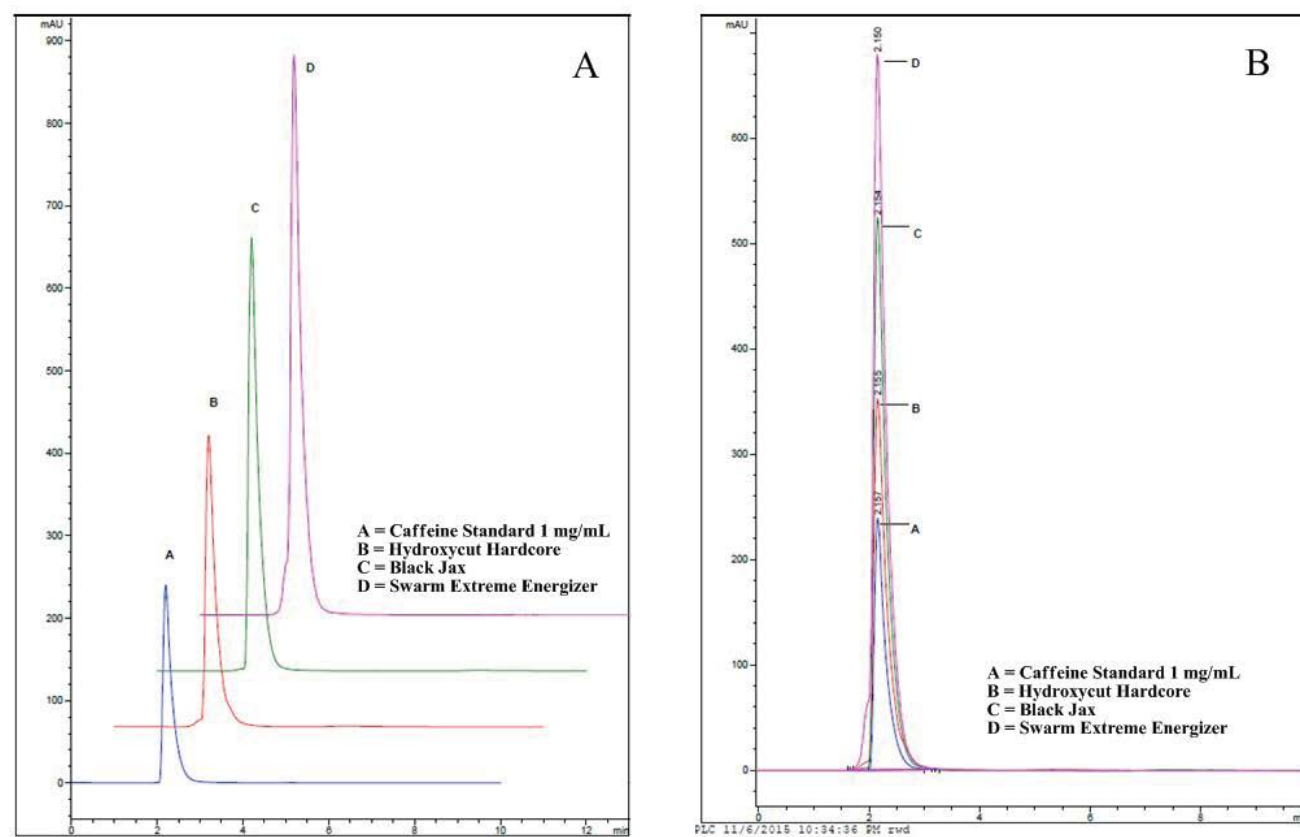 mAU
A
900
800
700
600
500
400
300
200
100
0
D
C
B
A
A = Caffeine Standard 1 mg/mL
B = Hydroxycut Hardcore
C = Black Jax
D = Swarm Extreme Energizer
0 2 4 6 8 10 12 min
mAU
B
600
500
400
300
200
100
0
2.150
D
2.154
C
2.155
B
2.157
A
A = Caffeine Standard 1 mg/mL
B = Hydroxycut Hardcore
C = Black Jax
D = Swarm Extreme Energizer
0 2 4 6 8 m
PLC 11/6/2015 10:34:36 PM rwd